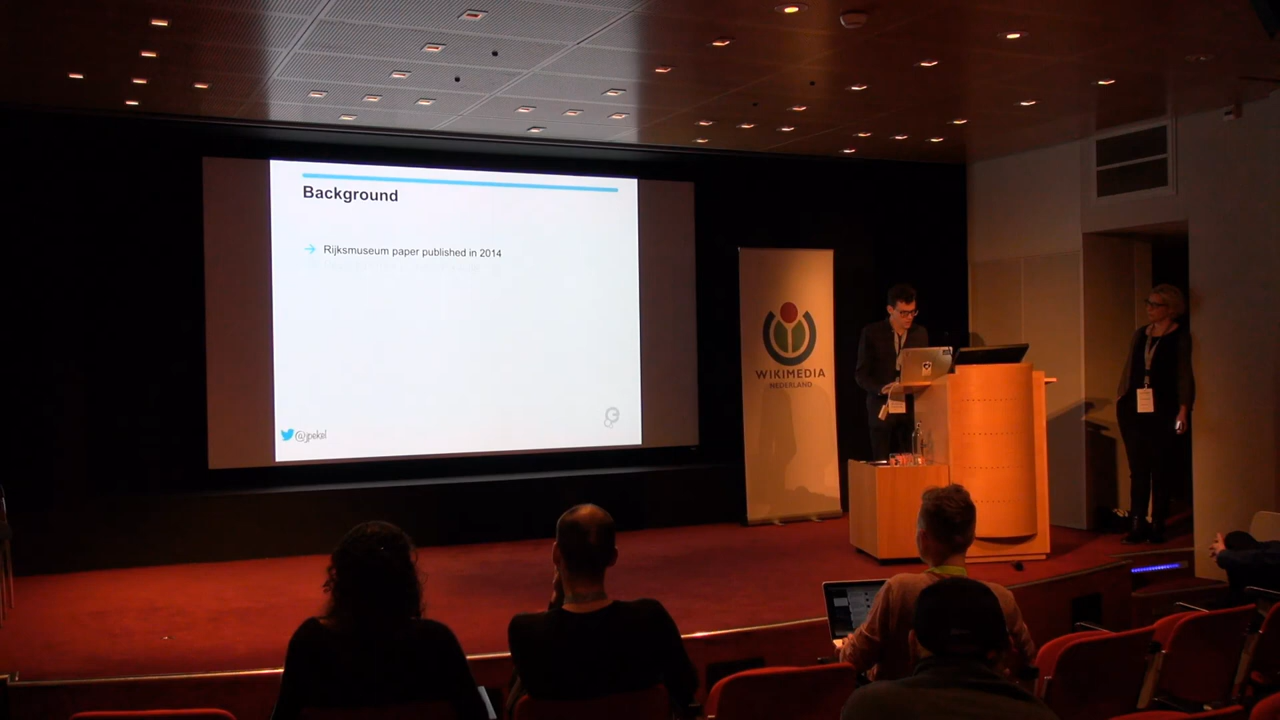 Background
Rijksmuseum paper published in 2014
@jpekel
WIKIMEDIA
NEDERLAND